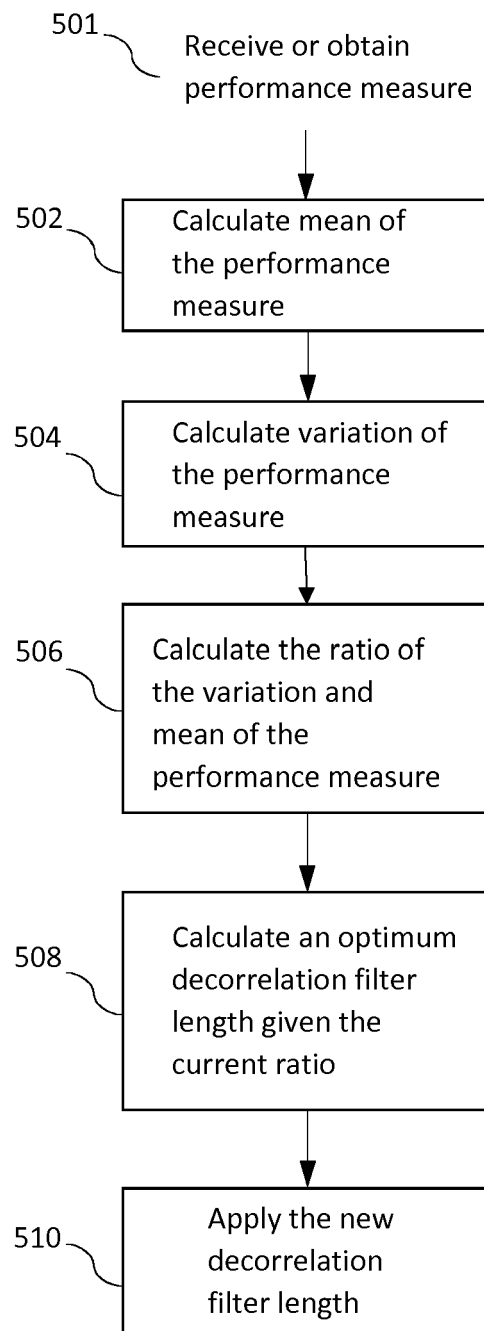 501
Receive or obtain
performance measure
502
Calculate mean of
the performance
measure
504
Calculate variation of
the performance
measure
506
Calculate the ratio of
the variation and
mean of the
performance measure
508
Calculate an optimum
decorrelation filter
length given the
current ratio
510
Apply the new
decorrelation
filter length